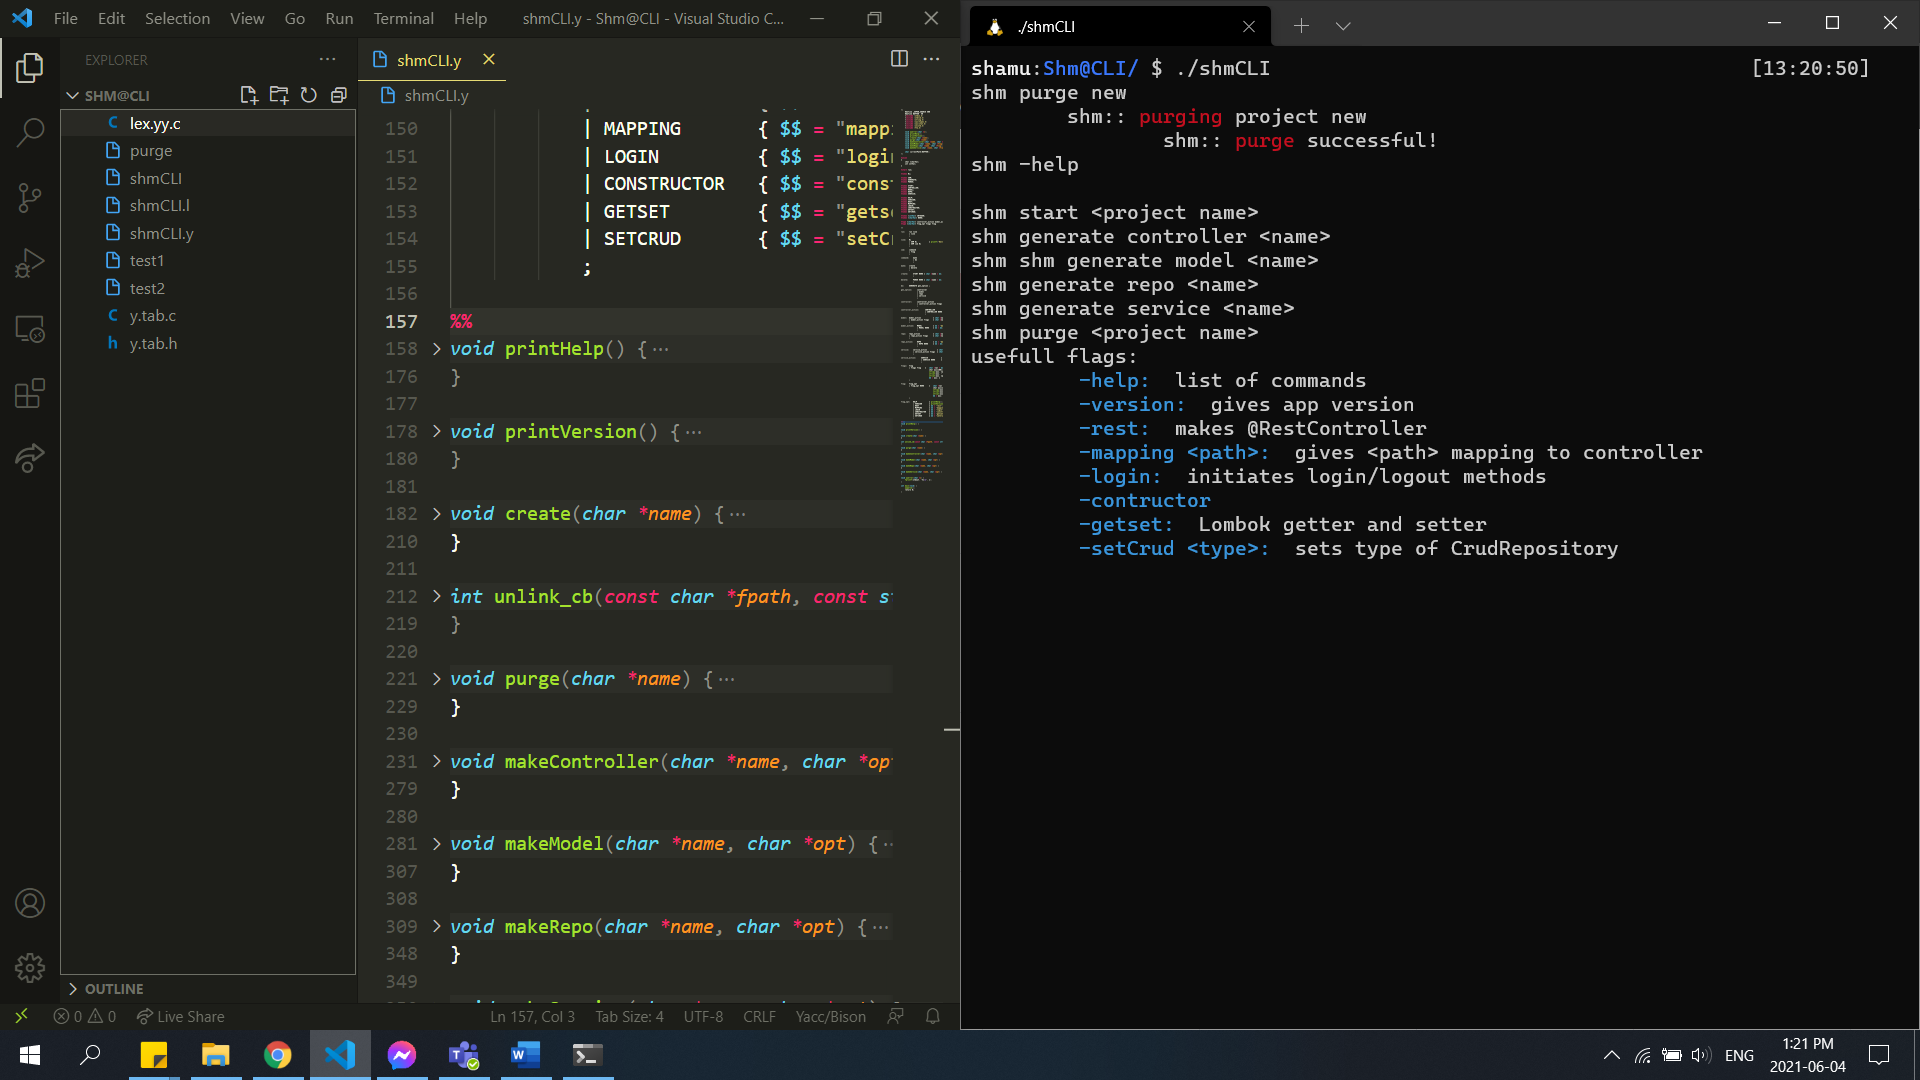 File Edit Selection View Go Run Terminal Help shmCLI.y - Shm@CLI - Visual Studio C...
EXPLORER
SHM@CLI
lex.yy.c
purge
shmCLI
shmCLI.l
shmCLI.y
test1
test2
y.tab.c
y.tab.h
OUTLINE
shmCLI.y
shmCLI.y
150 | MAPPING { $$ = "mapp
151 | LOGIN { $$ = "logi
152 | CONSTRUCTOR { $$ = "cons
153 | GETSET { $$ = "gets
154 | SETCRUD { $$ = "setC
155 ;
156
157 %%
158 void printHelp() { ...
176 }
177
178 void printVersion() { ...
180 }
181
182 void create(char *name) { ...
210 }
211
212 int unlink_cb(const char *fpath, const s
219 }
220
221 void purge(char *name) { ...
229 }
230
231 void makeController(char *name, char *op
279 }
280
281 void makeModel(char *name, char *opt) { ..
307 }
308
309 void makeRepo(char *name, char *opt) { ...
348 }
349
0 0 Live Share Ln 157, Col 3 Tab Size: 4 UTF-8 CRLF Yacc/Bison
./shmCLI
shamu:Shm@CLI/ $ ./shmCLI [13:20:50]
shm purge new
shm:: purging project new
shm:: purge successful!
shm -help
shm start <project name>
shm generate controller <name>
shm shm generate model <name>
shm generate repo <name>
shm generate service <name>
shm purge <project name>
usefull flags:
-help: list of commands
-version: gives app version
-rest: makes @RestController
-mapping <path>: gives <path> mapping to controller
-login: initiates login/logout methods
-contructor
-getset: Lombok getter and setter
-setCrud <type>: sets type of CrudRepository
ENG
1:21 PM
2021-06-04